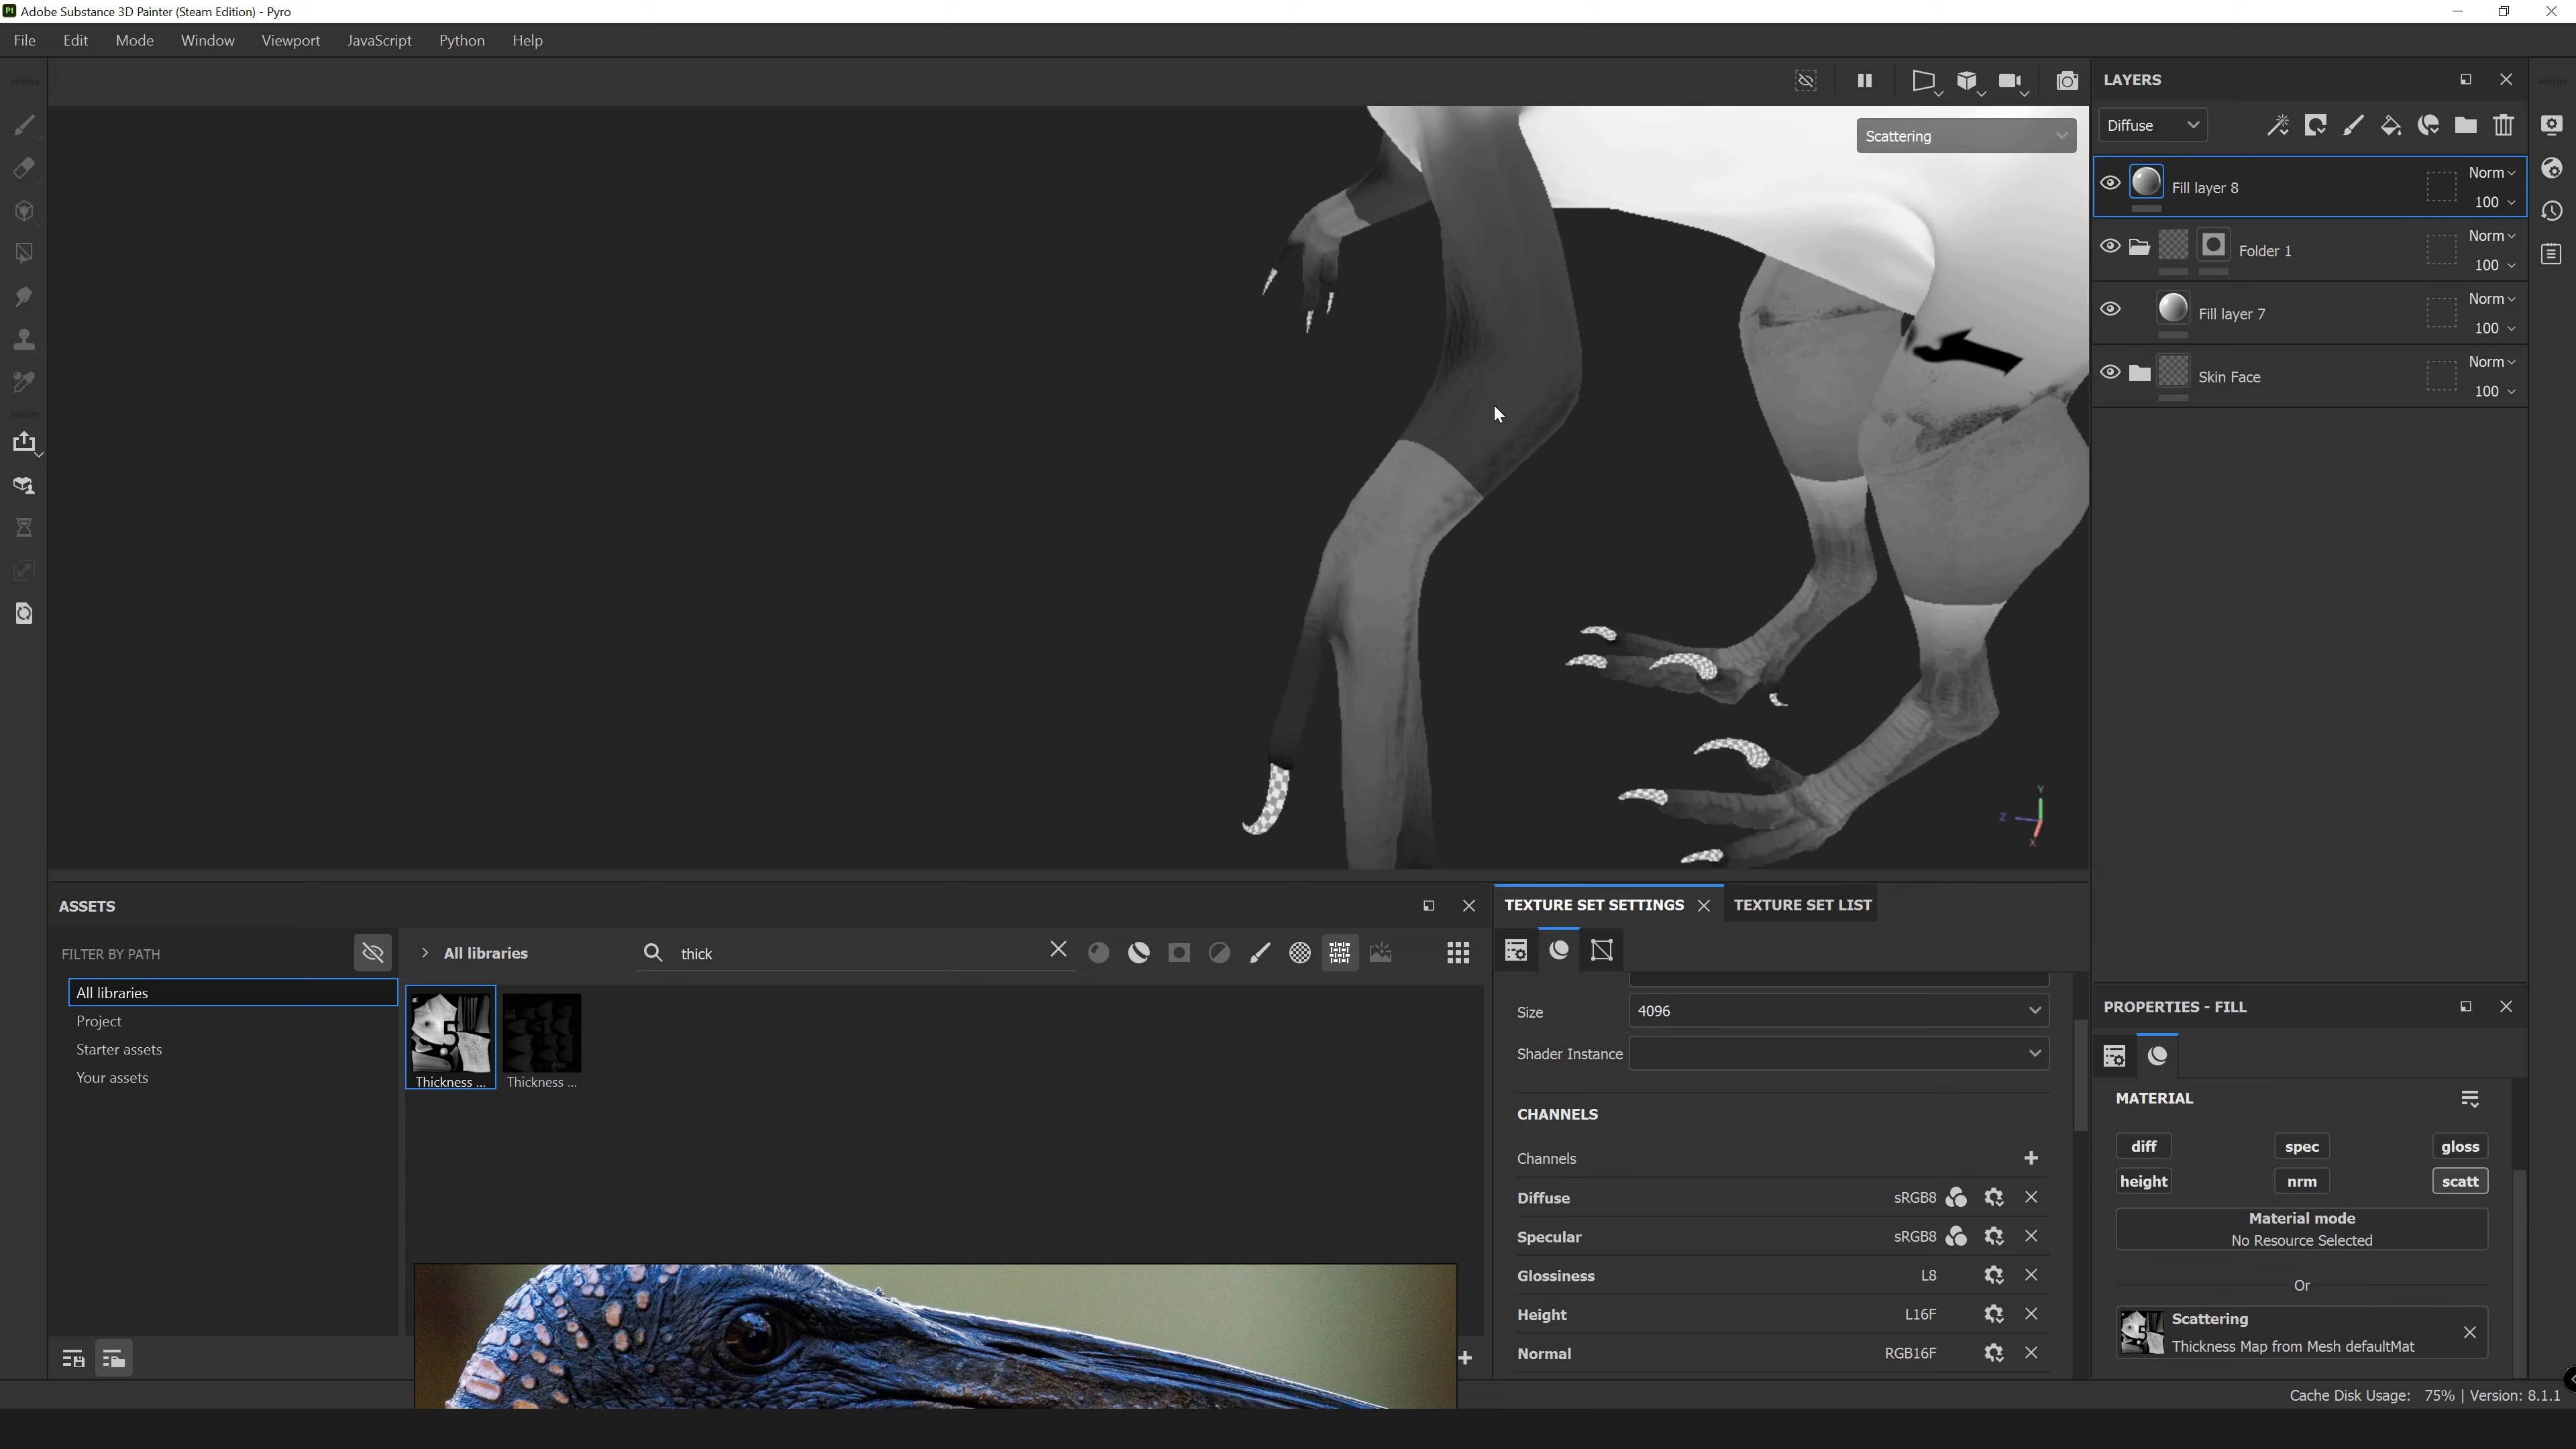 Pt Adobe Substance 3D Painter (Steam Edition) - Pyro
File Edit Mode Window Viewport JavaScript Python Help
Scattering
Z Y X
LAYERS
Diffuse
Fill layer 8 Norm 100
Folder 1 Norm 100
Fill layer 7 Norm 100
Skin Face Norm 100
ASSETS
FILTER BY PATH
All libraries
Project
Starter assets
Your assets
All libraries
thick
5
Thickness ...
Thickness ...
TEXTURE SET SETTINGS TEXTURE SET LIST
Size 4096
Shader Instance
CHANNELS
Channels
Diffuse sRGB8
Specular sRGB8
Glossiness L8
Height L16F
Normal RGB16F
PROPERTIES - FILL
MATERIAL
diff spec gloss
height nrm scatt
Material mode
No Resource Selected
Or
5
Scattering
Thickness Map from Mesh defaultMat
Cache Disk Usage: 75% | Version: 8.1.1